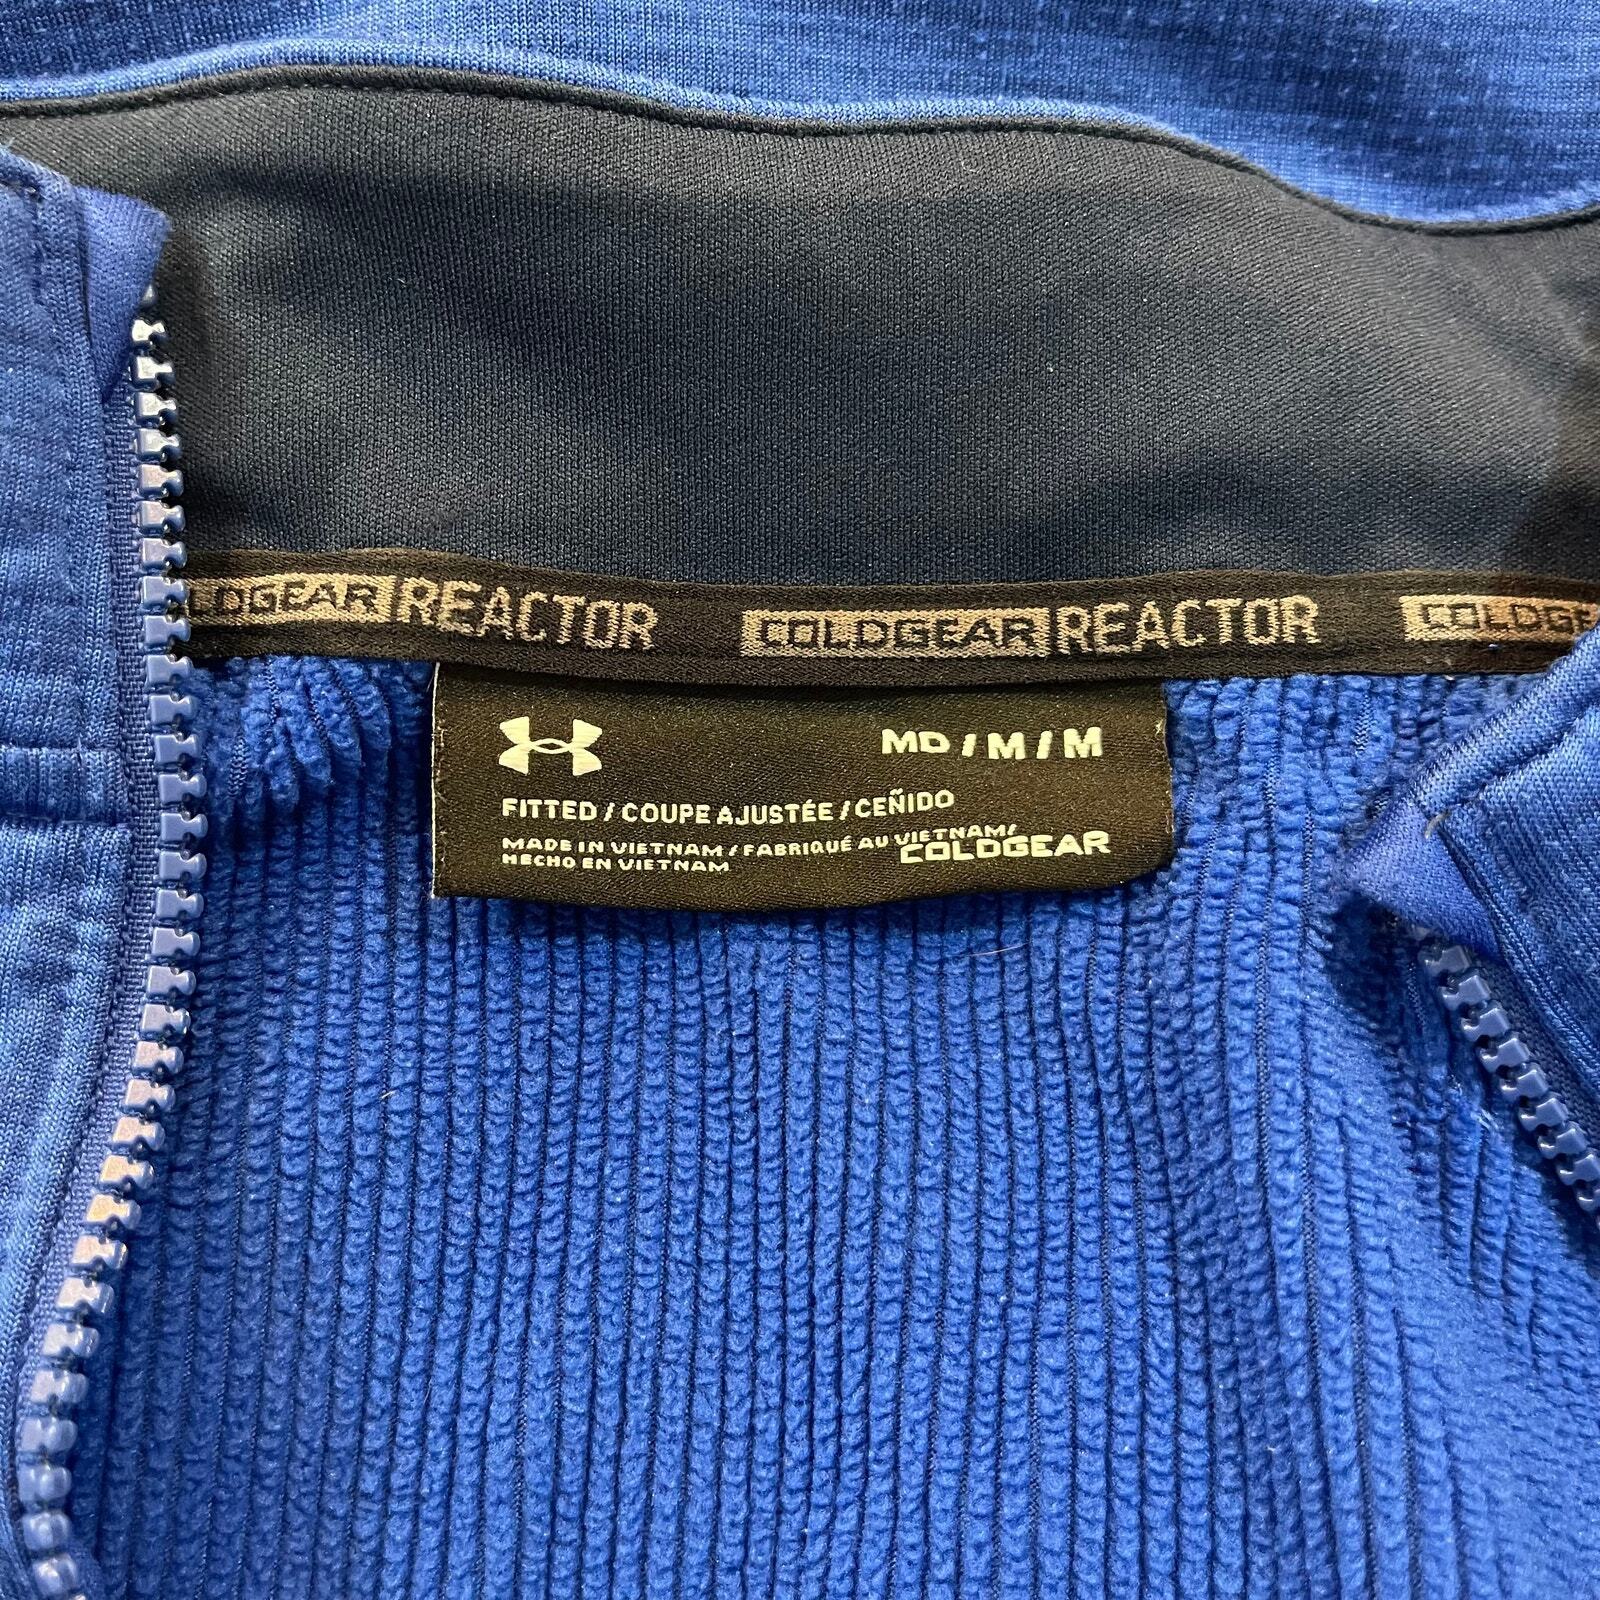 LDGEAR REACTOR COLDGEAR REACTOR COLDGE
MD / M / M
FITTED / COUPE AJUSTÉE / CEÑIDO
MADE IN VIETNAM / FABRIQUÉ AU VIETNAM/
HECHO EN VIETNAM
COLDGEAR